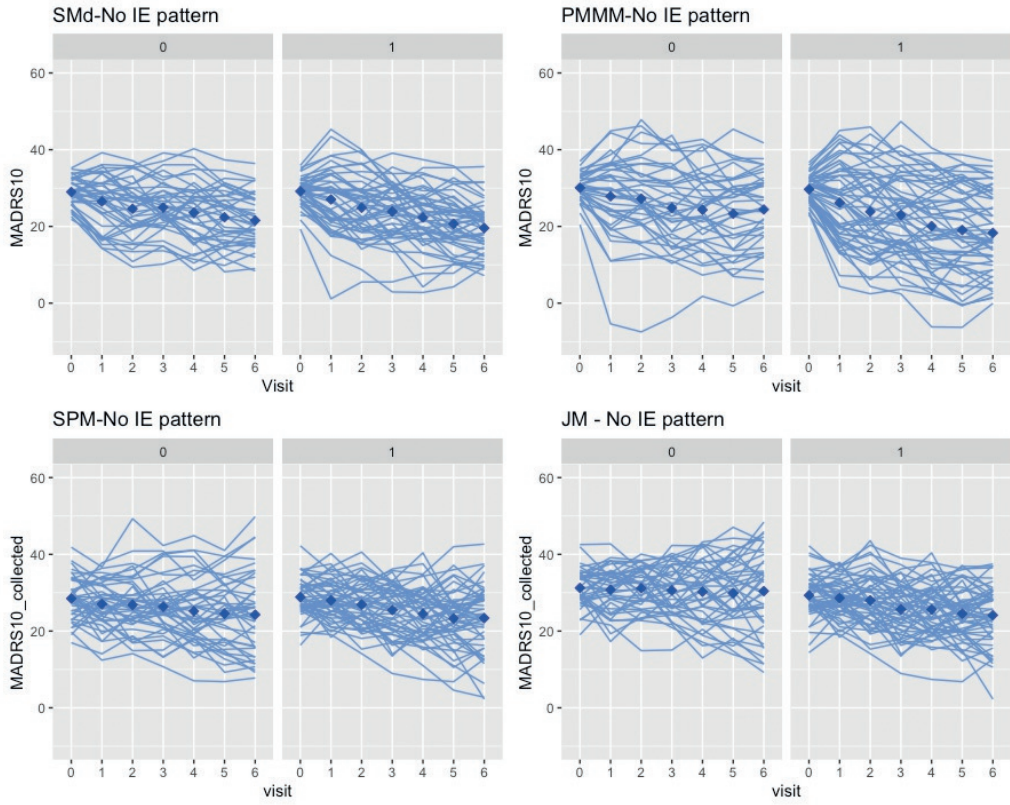 SMd-No IE pattern
0 1
MADRS10
60
40
20
0
0 1 2 3 4 5 6 0 1 2 3 4 5 6
Visit
PMMM-No IE pattern
0 1
MADRS10
60
40
20
0
0 1 2 3 4 5 6 0 1 2 3 4 5 6
visit
SPM-No IE pattern
0 1
MADRS10_collected
60
40
20
0
0 1 2 3 4 5 6 0 1 2 3 4 5 6
visit
JM - No IE pattern
0 1
MADRS10_collected
60
40
20
0
0 1 2 3 4 5 6 0 1 2 3 4 5 6
visit